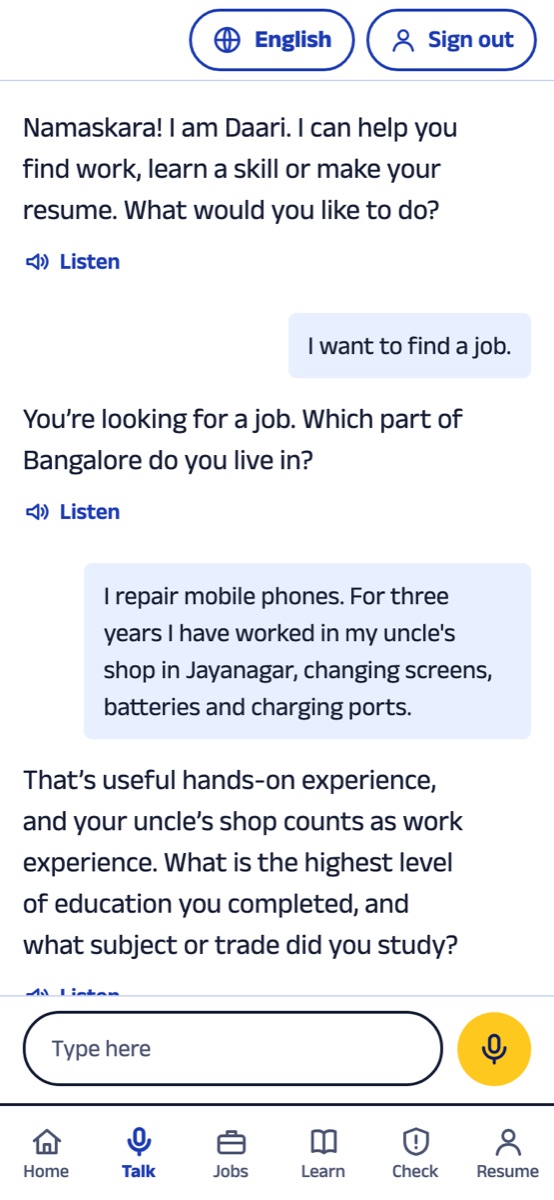 English
Sign out
Namaskara! I am Daari. I can help you
find work, learn a skill or make your
resume. What would you like to do?
Listen
I want to find a job.
You’re looking for a job. Which part of
Bangalore do you live in?
Listen
I repair mobile phones. For three
years I have worked in my uncle's
shop in Jayanagar, changing screens,
batteries and charging ports.
That’s useful hands-on experience,
and your uncle’s shop counts as work
experience. What is the highest level
of education you completed, and
what subject or trade did you study?
Listen
Type here
Home
Talk
Jobs
Learn
Check
Resume